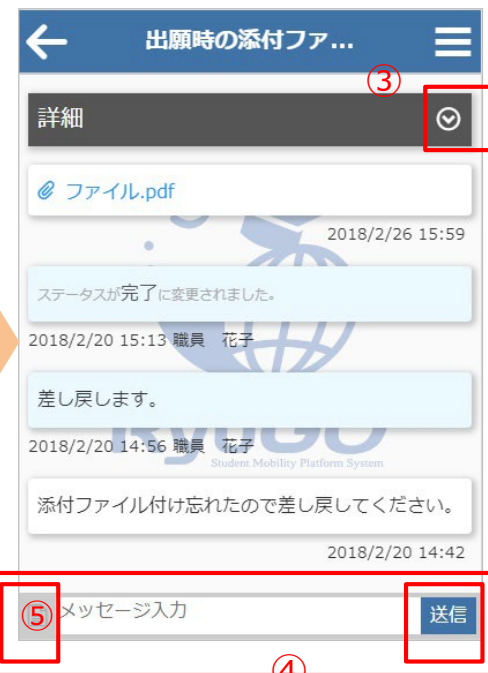 出願時の添付ファ...
③
詳細
ファイル.pdf
2018/2/26 15:59
ステータスが完了に変更されました。
2018/2/20 15:13 職員　花子
差し戻します。
2018/2/20 14:56 職員　花子
RyuGO
Student Mobility Platform System
添付ファイル付け忘れたので差し戻してください。
2018/2/20 14:42
⑤
メッセージ入力
送信
④